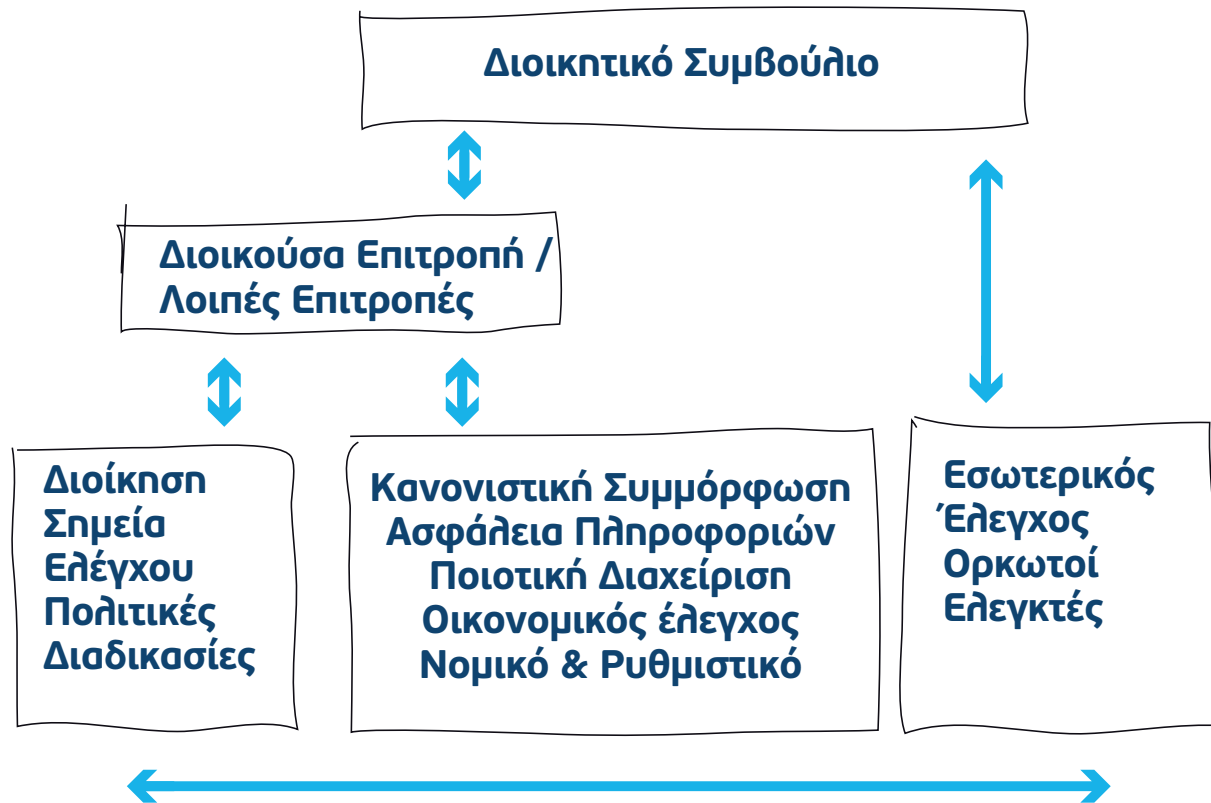 Διοικητικό Συμβούλιο
Διοικούσα Επιτροπή /
Λοιπές Επιτροπές
Διοίκηση
Σημεία
Ελέγχου
Πολιτικές
Διαδικασίες
Κανονιστική Συμμόρφωση
Ασφάλεια Πληροφοριών
Ποιοτική Διαχείριση
Οικονομικός έλεγχος
Νομικό & Ρυθμιστικό
Εσωτερικός
Έλεγχος
Ορκωτοί
Ελεγκτές